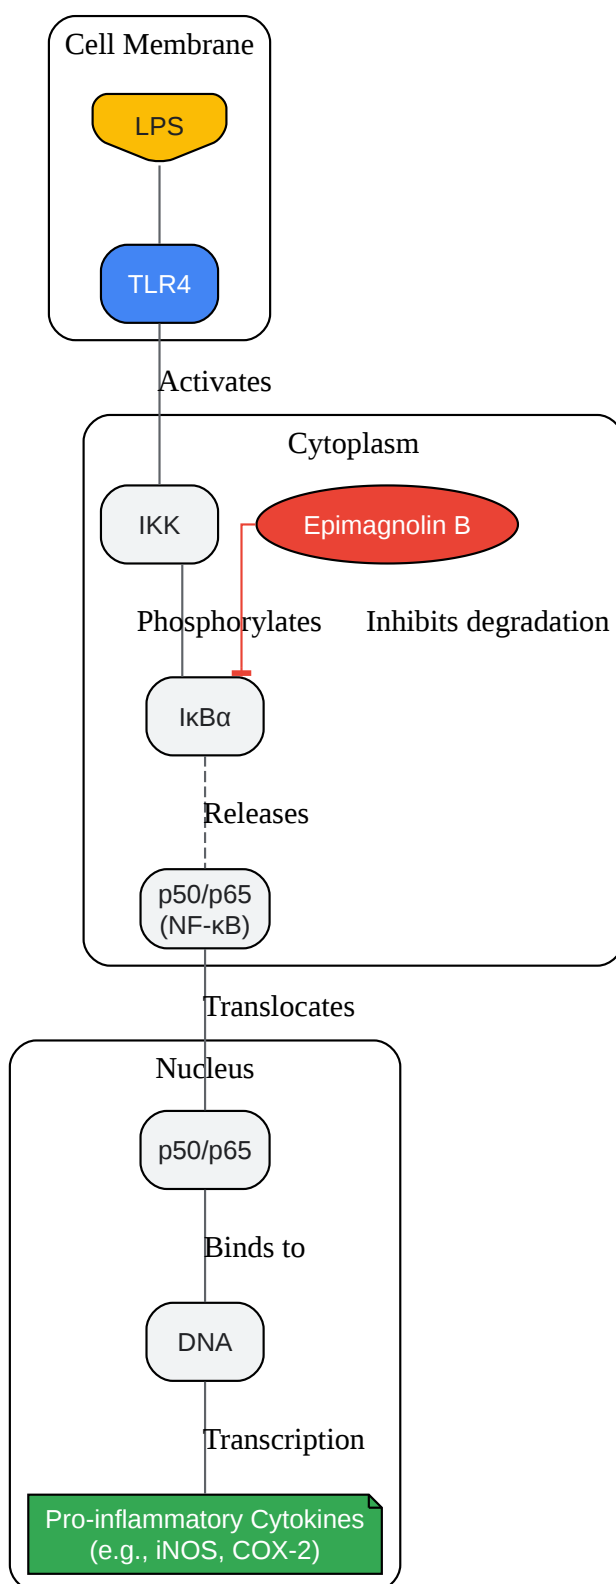 Cell Membrane
LPS
TLR4
Activates
Cytoplasm
IKK
Epimagnolin B
Phosphorylates
Inhibits degradation
IκBα
Releases
p50/p65
(NF-κB)
Translocates
Nucleus
p50/p65
Binds to
DNA
Transcription
Pro-inflammatory Cytokines
(e.g., iNOS, COX-2)